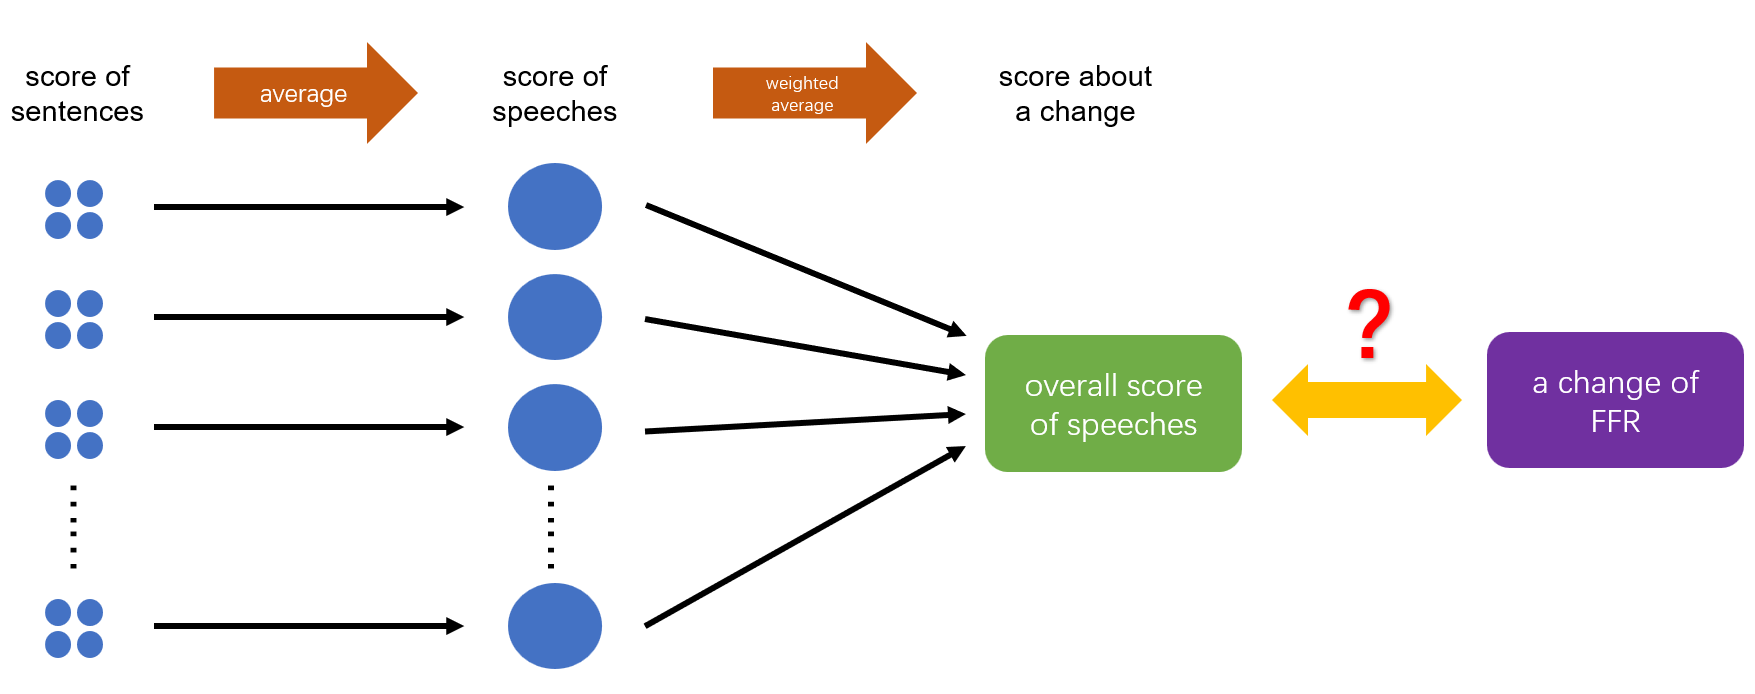 score of
sentences
average
score of
speeches
weighted
average
score about
a change
?
overall score
of speeches
a change of
FFR